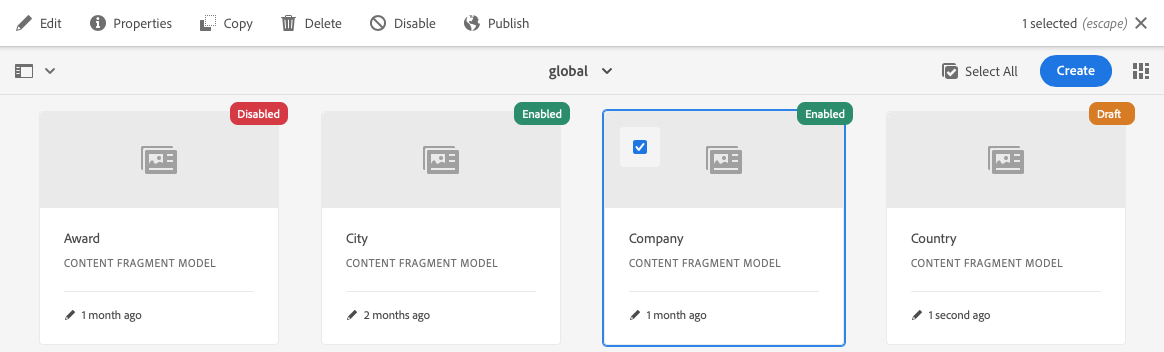 Edit Properties Copy Delete Disable Publish 1 selected (escape)
global Select All Create
Disabled Enabled Enabled Draft
Award City Company Country
CONTENT FRAGMENT MODEL CONTENT FRAGMENT MODEL CONTENT FRAGMENT MODEL CONTENT FRAGMENT MODEL
1 month ago 2 months ago 1 month ago 1 second ago